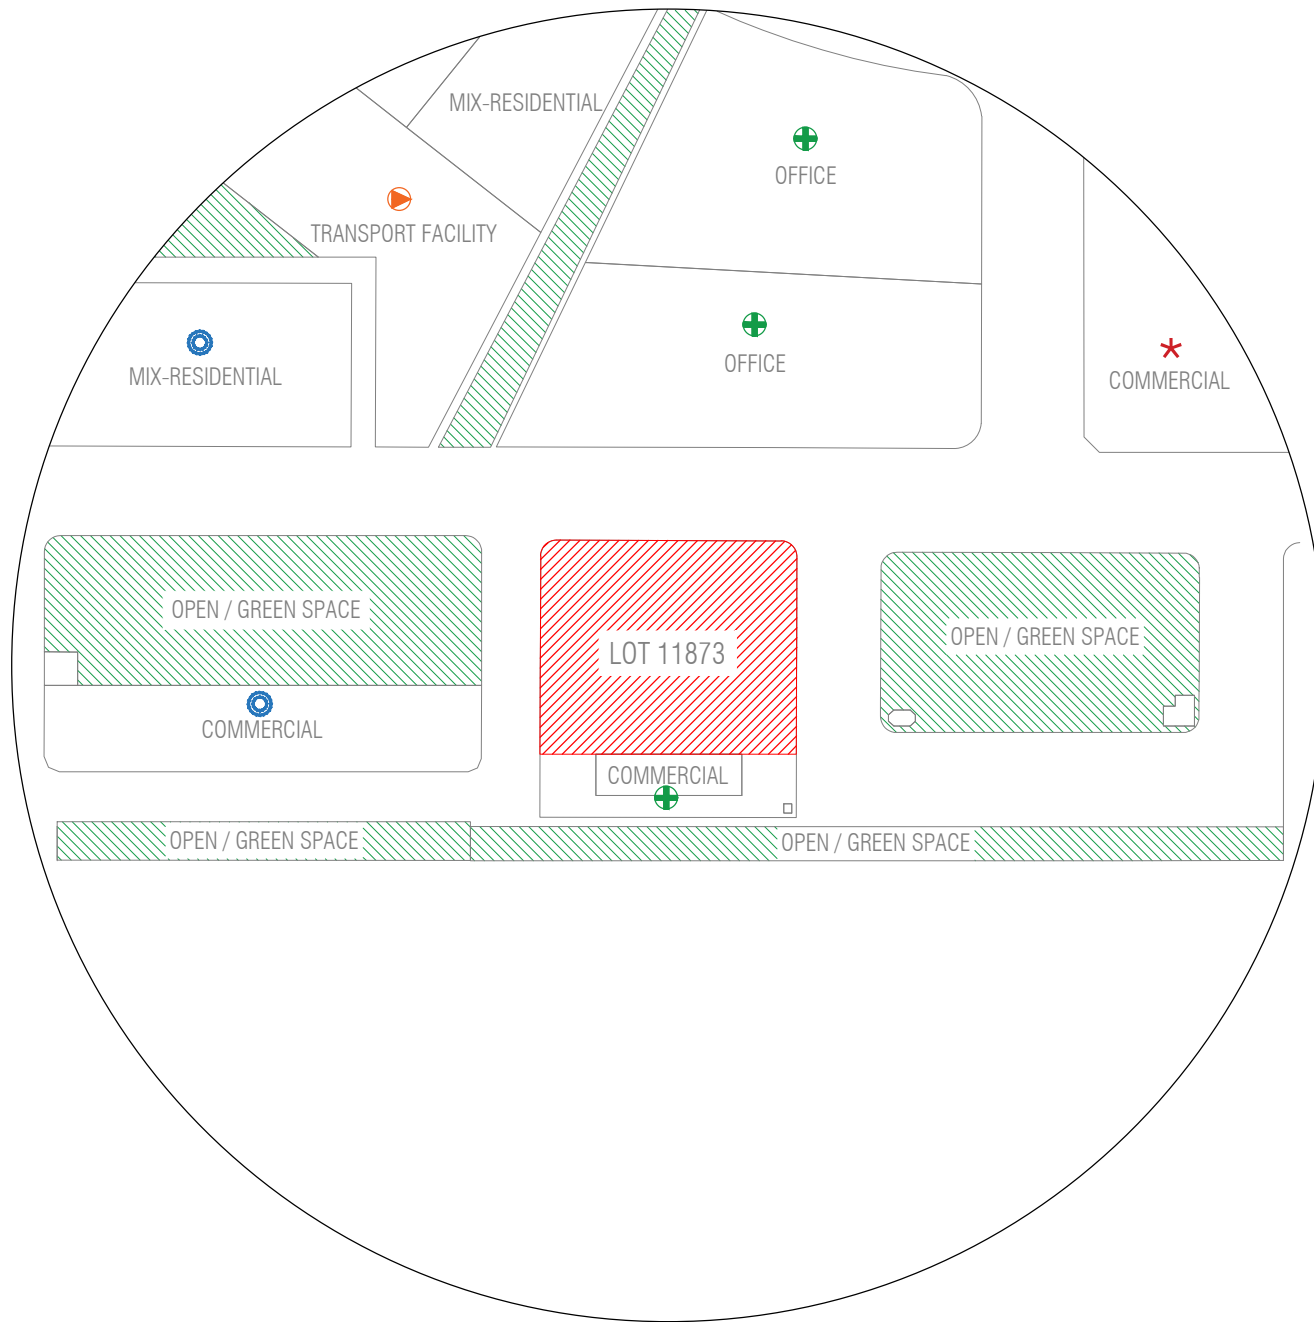 MIX-RESIDENTIAL
OFFICE
TRANSPORT FACILITY
OFFICE
MIX-RESIDENTIAL
COMMERCIAL
OPEN / GREEN SPACE
OPEN / GREEN SPACE
LOT 11873
COMMERCIAL
COMMERCIAL
OPEN / GREEN SPACE
OPEN / GREEN SPACE